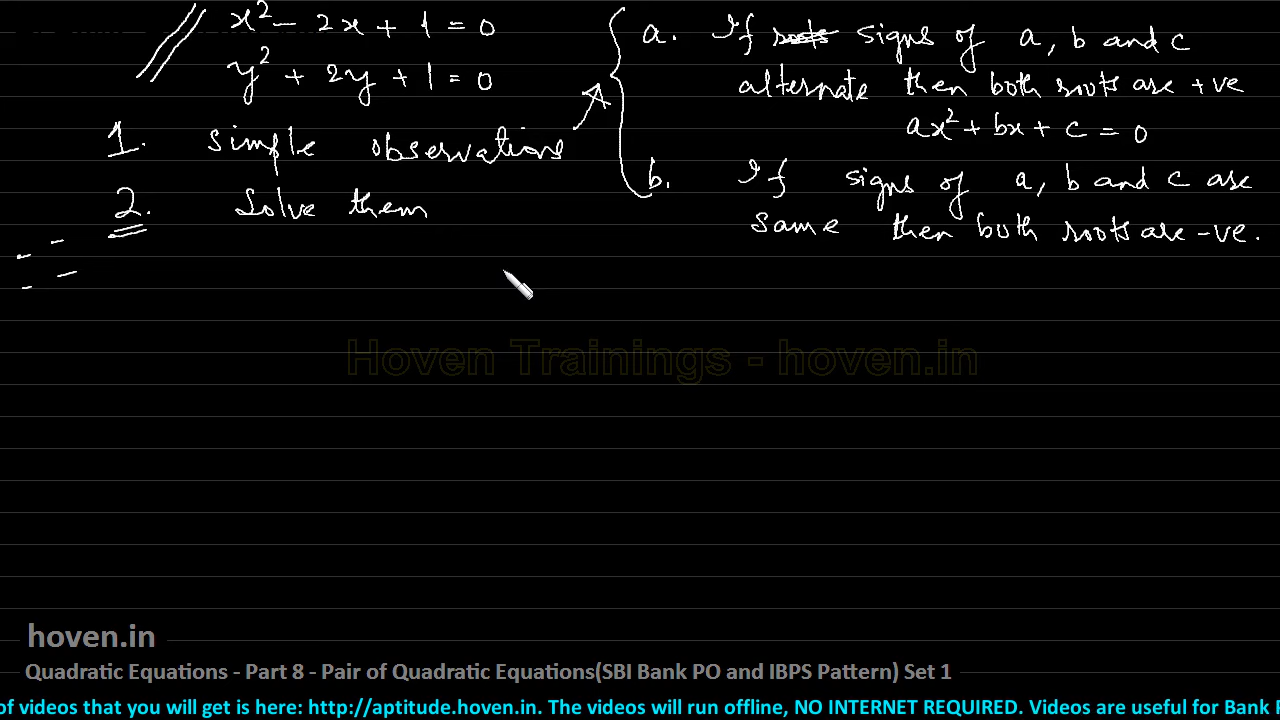 x² - 2x + 1 = 0
y² + 2y + 1 = 0
1. Simple observations
2. Solve them
a. If signs of a, b and c
alternate then both roots are +ve
ax² + bx + c = 0
b. If signs of a, b and c are
same then both roots are -ve.
Hoven Trainings - hoven.in
hoven.in
Quadratic Equations - Part 8 - Pair of Quadratic Equations(SBI Bank PO and IBPS Pattern) Set 1
of videos that you will get is here: http://aptitude.hoven.in. The videos will run offline, NO INTERNET REQUIRED. Videos are useful for Bank